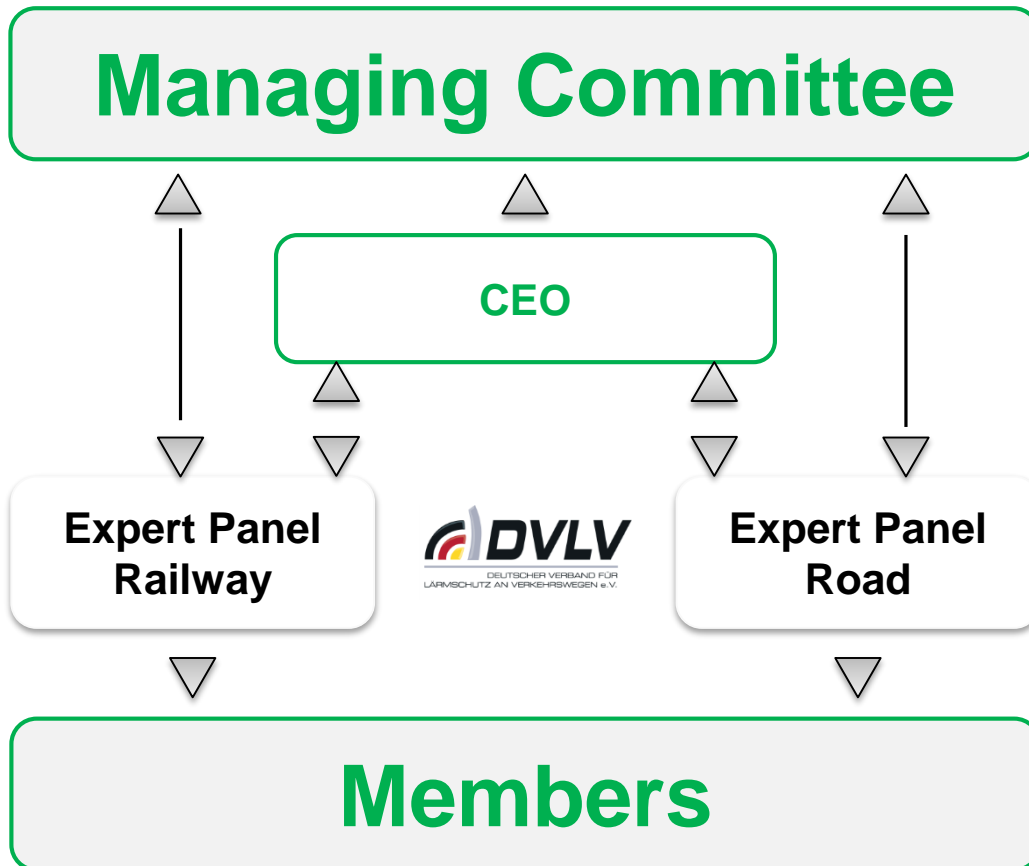 Managing Committee
CEO
Expert Panel
Railway
DVLV
DEUTSCHER VERBAND FÜR
LÄRMSCHUTZ AN VERKEHRSWEGEN e.V.
Expert Panel
Road
Members